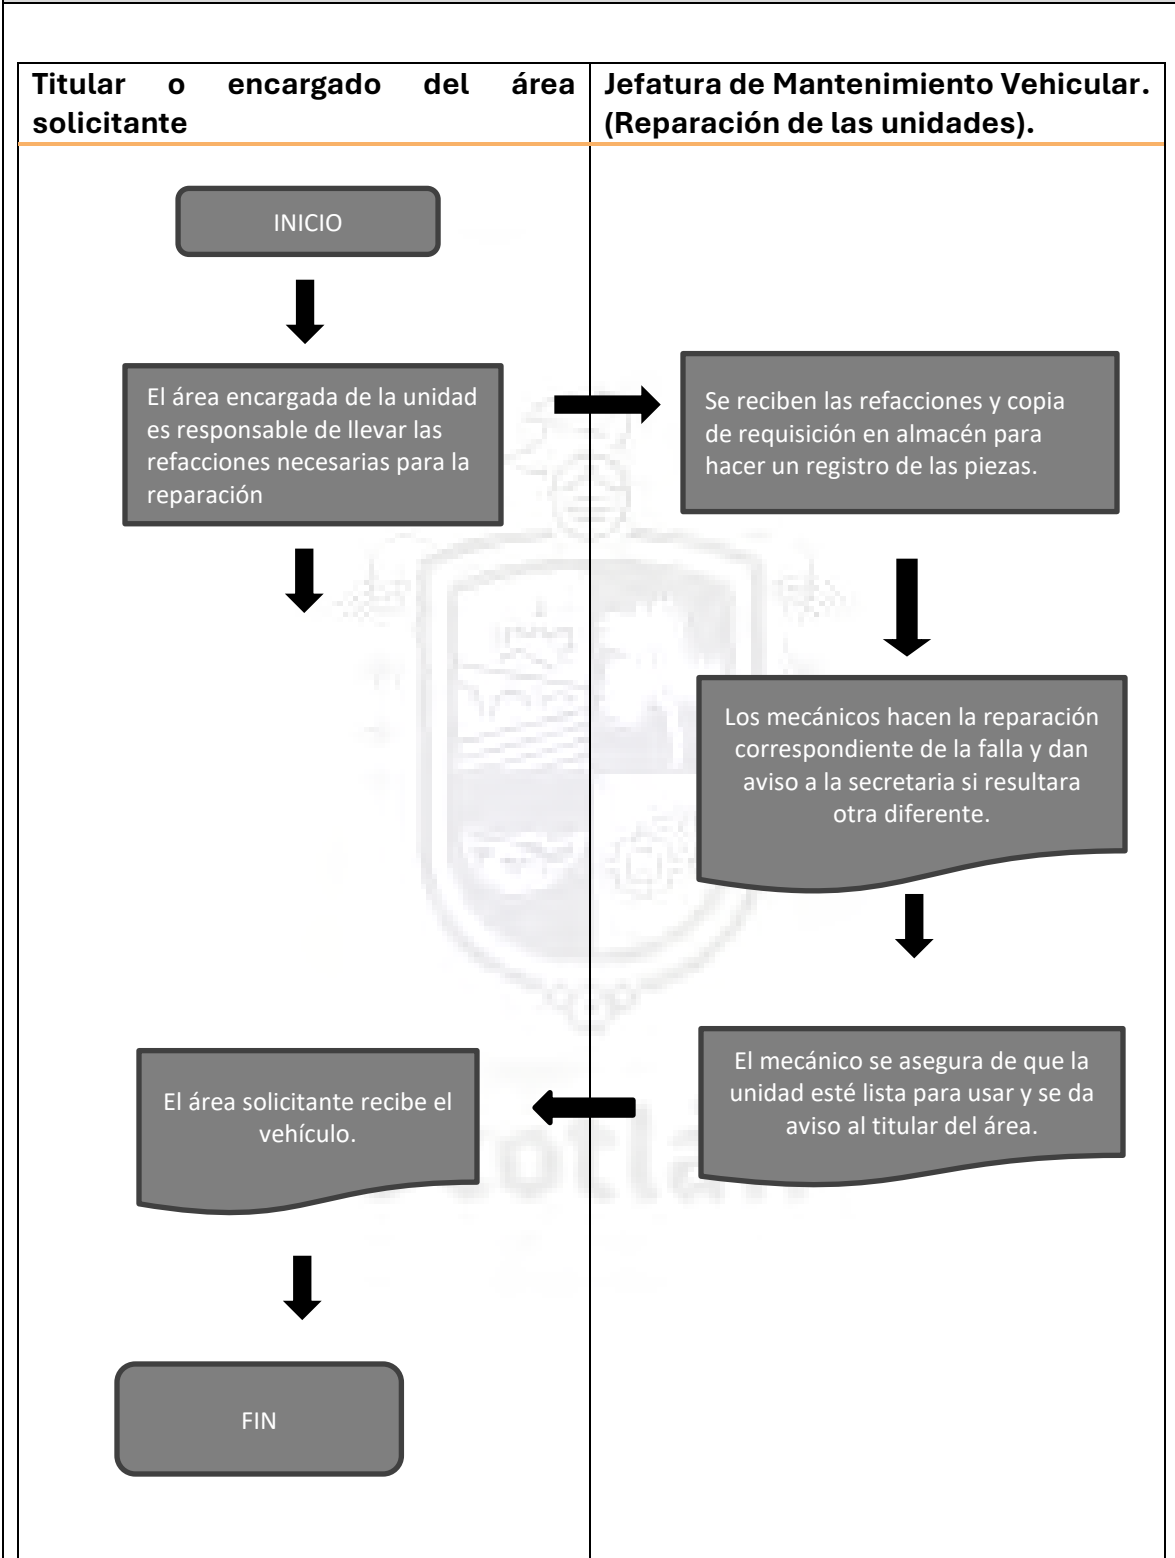 Titular o encargado del área
solicitante
Jefatura de Mantenimiento Vehicular.
(Reparación de las unidades).
INICIO
El área encargada de la unidad
es responsable de llevar las
refacciones necesarias para la
reparación
Se reciben las refacciones y copia
de requisición en almacén para
hacer un registro de las piezas.
Los mecánicos hacen la reparación
correspondiente de la falla y dan
aviso a la secretaria si resultara
otra diferente.
El mecánico se asegura de que la
unidad esté lista para usar y se da
aviso al titular del área.
El área solicitante recibe el
vehículo.
FIN